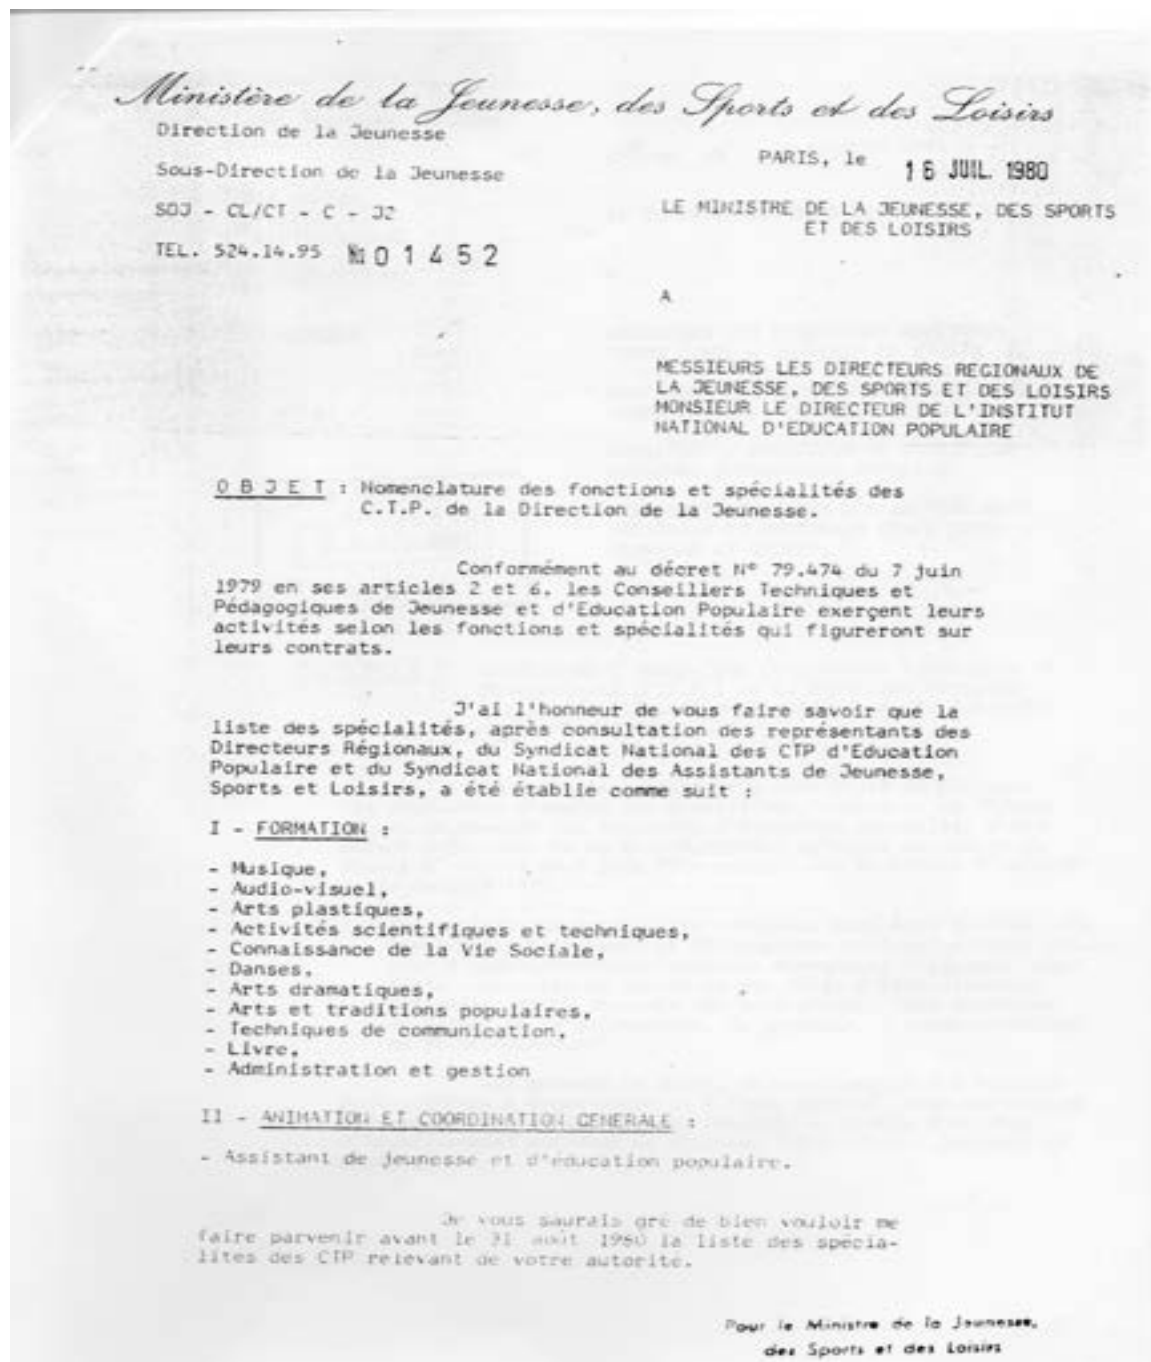 Ministère de la Jeunesse, des Sports et des Loisirs
Direction de la Jeunesse
Sous-Direction de la Jeunesse
SDJ - CL/CT - C - J2
TEL. 524.14.95 № 01452
PARIS, le 16 JUIL. 1980
LE MINISTRE DE LA JEUNESSE, DES SPORTS
ET DES LOISIRS
A
MESSIEURS LES DIRECTEURS REGIONAUX DE
LA JEUNESSE, DES SPORTS ET DES LOISIRS
MONSIEUR LE DIRECTEUR DE L'INSTITUT
NATIONAL D'EDUCATION POPULAIRE
O B J E T : Nomenclature des fonctions et spécialités des
C.T.P. de la Direction de la Jeunesse.
Conformément au décret N° 79.474 du 7 juin
1979 en ses articles 2 et 6. les Conseillers Techniques et
Pédagogiques de Jeunesse et d'Education Populaire exerçent leurs
activités selon les fonctions et spécialités qui figureront sur
leurs contrats.
J'ai l'honneur de vous faire savoir que la
liste des spécialités, après consultation des représentants des
Directeurs Régionaux, du Syndicat National des CTP d'Education
Populaire et du Syndicat National des Assistants de Jeunesse,
Sports et Loisirs, a été établie comme suit :
I - FORMATION :
- Musique,
- Audio-visuel,
- Arts plastiques,
- Activités scientifiques et techniques,
- Connaissance de la Vie Sociale,
- Danses,
- Arts dramatiques,
- Arts et traditions populaires,
- Techniques de communication,
- Livre,
- Administration et gestion
II - ANIMATION ET COORDINATION GENERALE :
- Assistant de jeunesse et d'éducation populaire.
Je vous saurais gré de bien vouloir me
faire parvenir avant le 31 août 1980 la liste des spécia-
lités des CTP relevant de votre autorité.
Pour le Ministre de la Jeunesse,
des Sports et des Loisirs